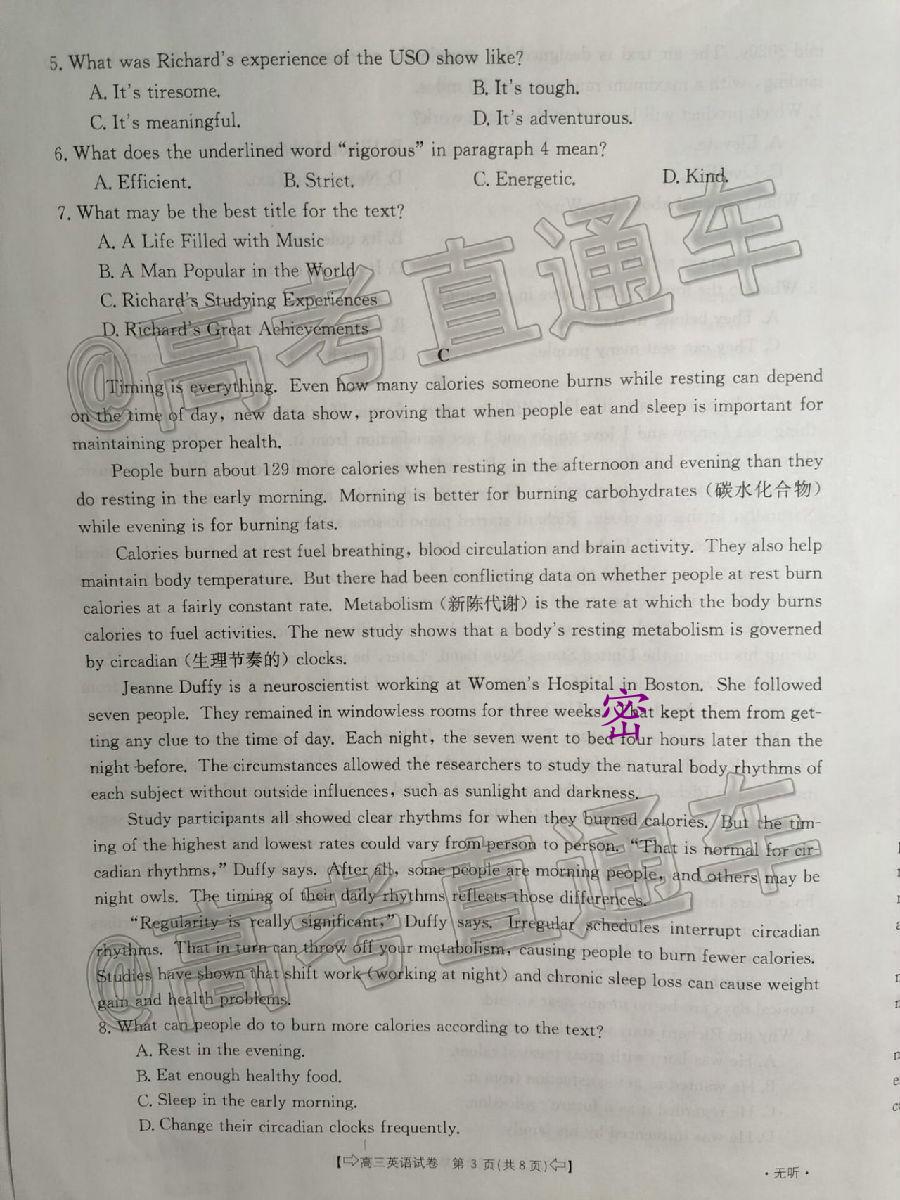 5. What was Richard's experience of the USO show like?
A. It's tiresome. B. It's tough.
C. It's meaningful. D. It's adventurous.
6. What does the underlined word “rigorous” in paragraph 4 mean?
A. Efficient. B. Strict. C. Energetic. D. Kind.
7. What may be the best title for the text?
A. A Life Filled with Music
B. A Man Popular in the World
C. Richard's Studying Experiences
D. Richard's Great Achievements
C
Timing is everything. Even how many calories someone burns while resting can depend
on the time of day, new data show, proving that when people eat and sleep is important for
maintaining proper health.
People burn about 129 more calories when resting in the afternoon and evening than they
do resting in the early morning. Morning is better for burning carbohydrates (碳水化合物)
while evening is for burning fats.
Calories burned at rest fuel breathing, blood circulation and brain activity. They also help
maintain body temperature. But there had been conflicting data on whether people at rest burn
calories at a fairly constant rate. Metabolism (新陈代谢) is the rate at which the body burns
calories to fuel activities. The new study shows that a body's resting metabolism is governed
by circadian (生理节奏的) clocks.
Jeanne Duffy is a neuroscientist working at Women's Hospital in Boston. She followed
seven people. They remained in windowless rooms for three weeks. That kept them from get-
ting any clue to the time of day. Each night, the seven went to bed four hours later than the
night before. The circumstances allowed the researchers to study the natural body rhythms of
each subject without outside influences, such as sunlight and darkness.
Study participants all showed clear rhythms for when they burned calories. But the tim-
ing of the highest and lowest rates could vary from person to person. “That is normal for cir-
cadian rhythms,” Duffy says. After all, some people are morning people, and others may be
night owls. The timing of their daily rhythms reflects those differences.
“Regularity is really significant,” Duffy says. Irregular schedules interrupt circadian
rhythms. That in turn can throw off your metabolism, causing people to burn fewer calories.
Studies have shown that shift work (working at night) and chronic sleep loss can cause weight
gain and health problems.
8. What can people do to burn more calories according to the text?
A. Rest in the evening.
B. Eat enough healthy food.
C. Sleep in the early morning.
D. Change their circadian clocks frequently.
【⇨高三英语试卷 第 3 页(共 8 页)⇦】
·无听·
@高考直通车
@高考直通车
密